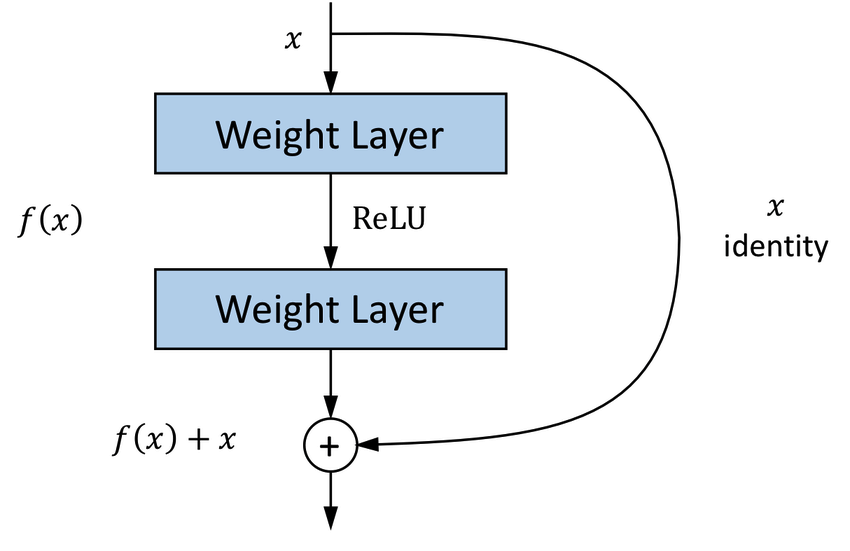 x
Weight Layer
f(x)
ReLU
x
identity
Weight Layer
f(x) + x
+